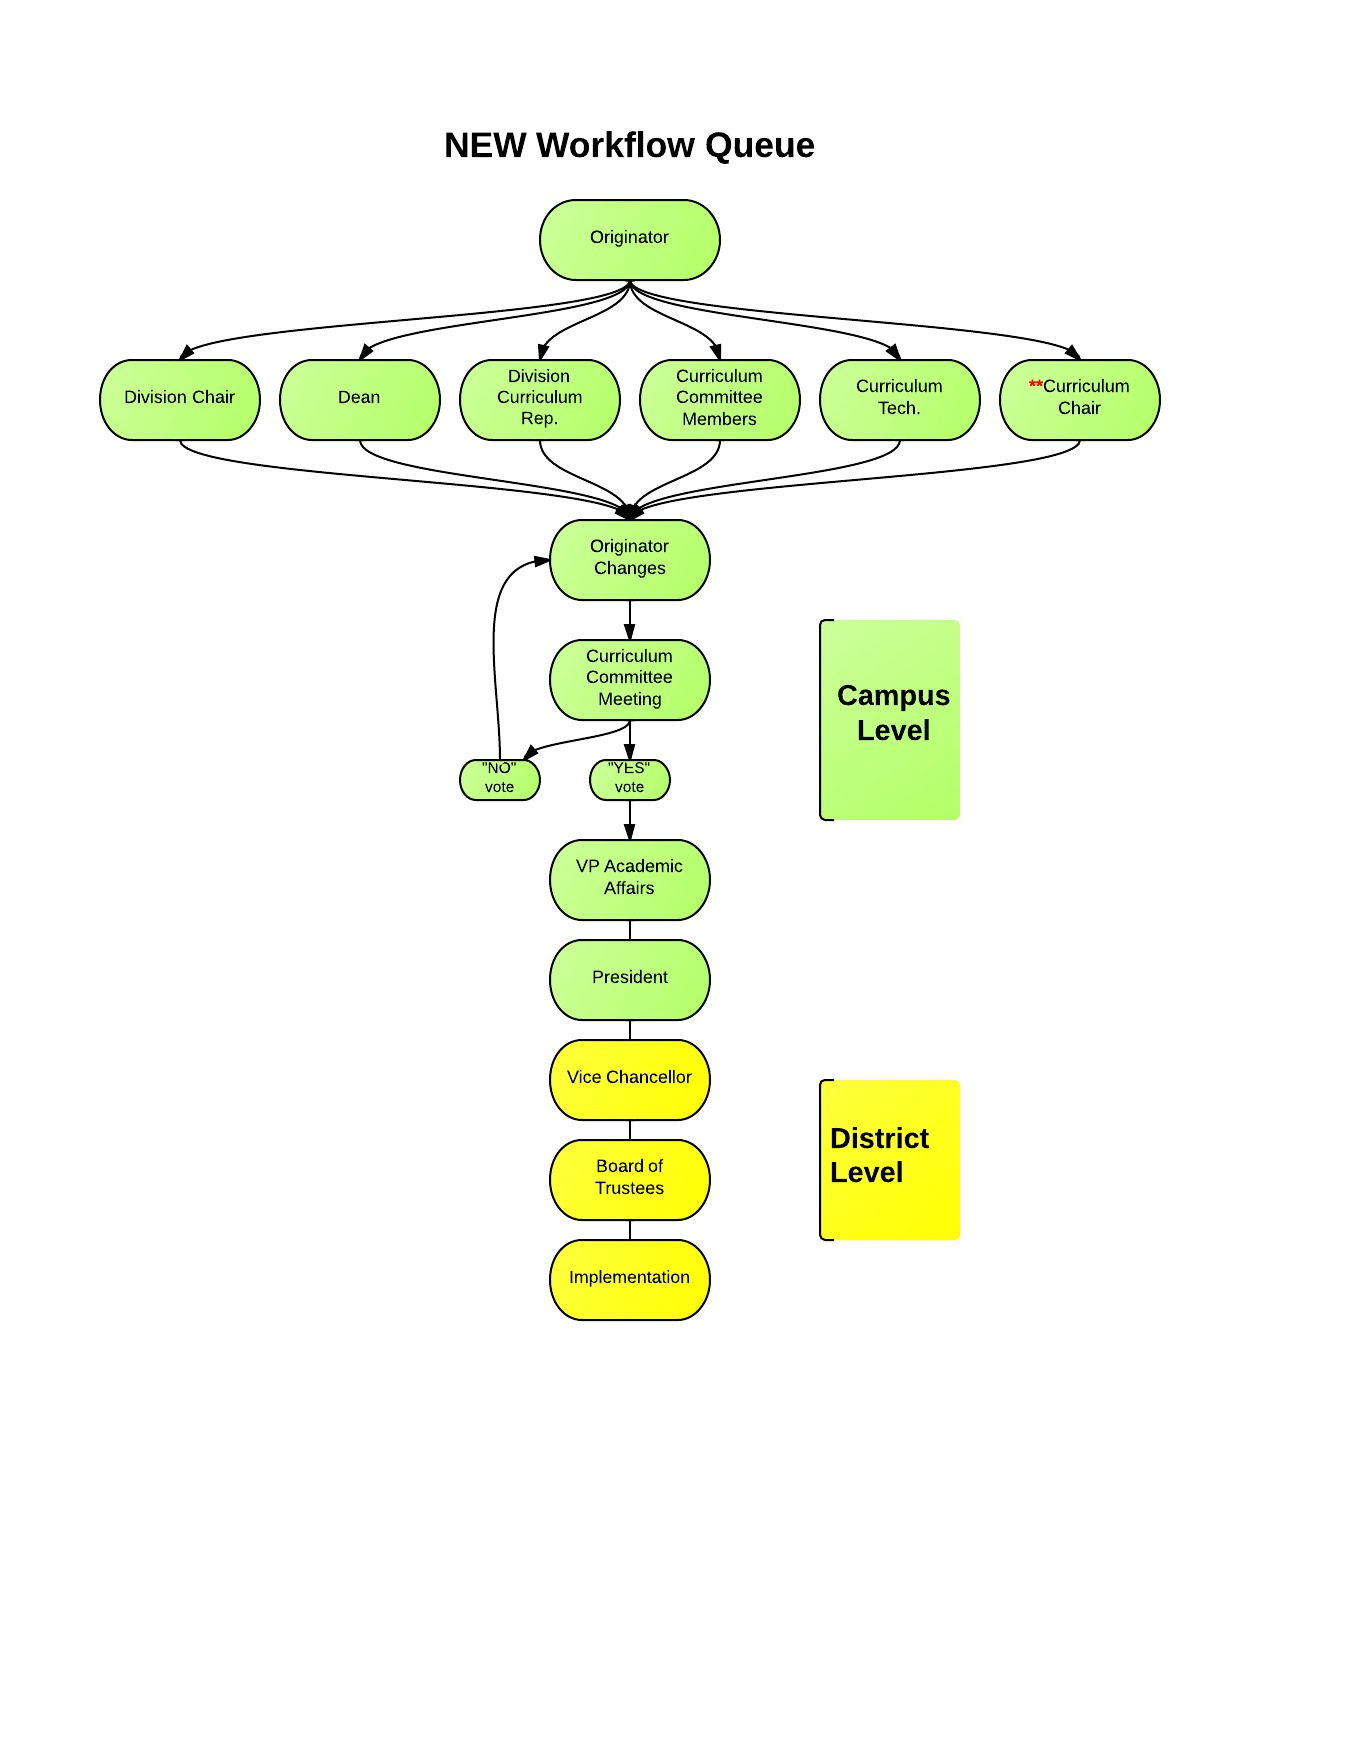 NEW Workflow Queue
Originator
Division Chair
Dean
Division
Curriculum
Rep.
Curriculum
Committee
Members
Curriculum
Tech.
**Curriculum
Chair
Originator
Changes
Curriculum
Committee
Meeting
"NO"
vote
"YES"
vote
Campus
Level
VP Academic
Affairs
President
Vice Chancellor
Board of
Trustees
District
Level
Implementation